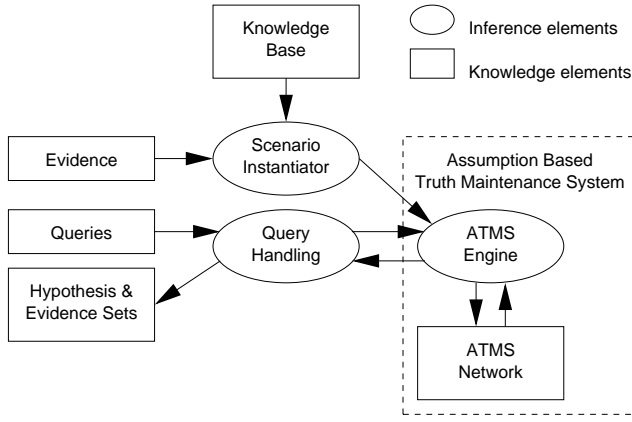 Knowledge
Base
Inference elements
Knowledge elements
Evidence
Scenario
Instantiator
Assumption Based
Truth Maintenance System
Queries
Query
Handling
ATMS
Engine
Hypothesis &
Evidence Sets
ATMS
Network